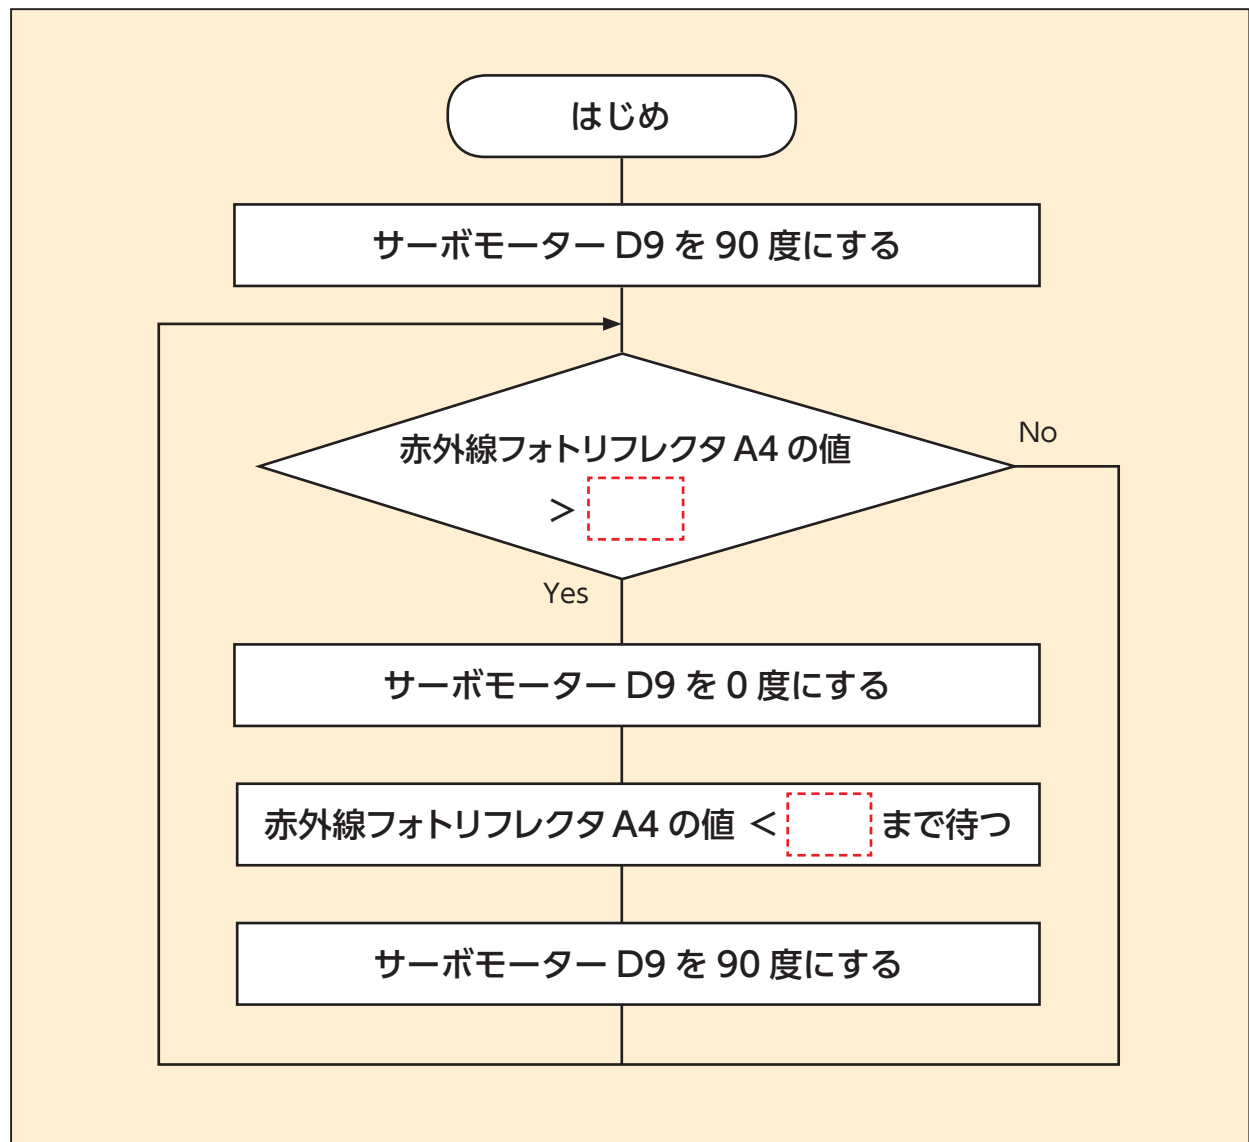 はじめ
サーボモーター D9 を 90 度にする
赤外線フォトリフレクタ A4 の値
No
>
Yes
サーボモーター D9 を 0 度にする
赤外線フォトリフレクタ A4 の値 < まで待つ
サーボモーター D9 を 90 度にする